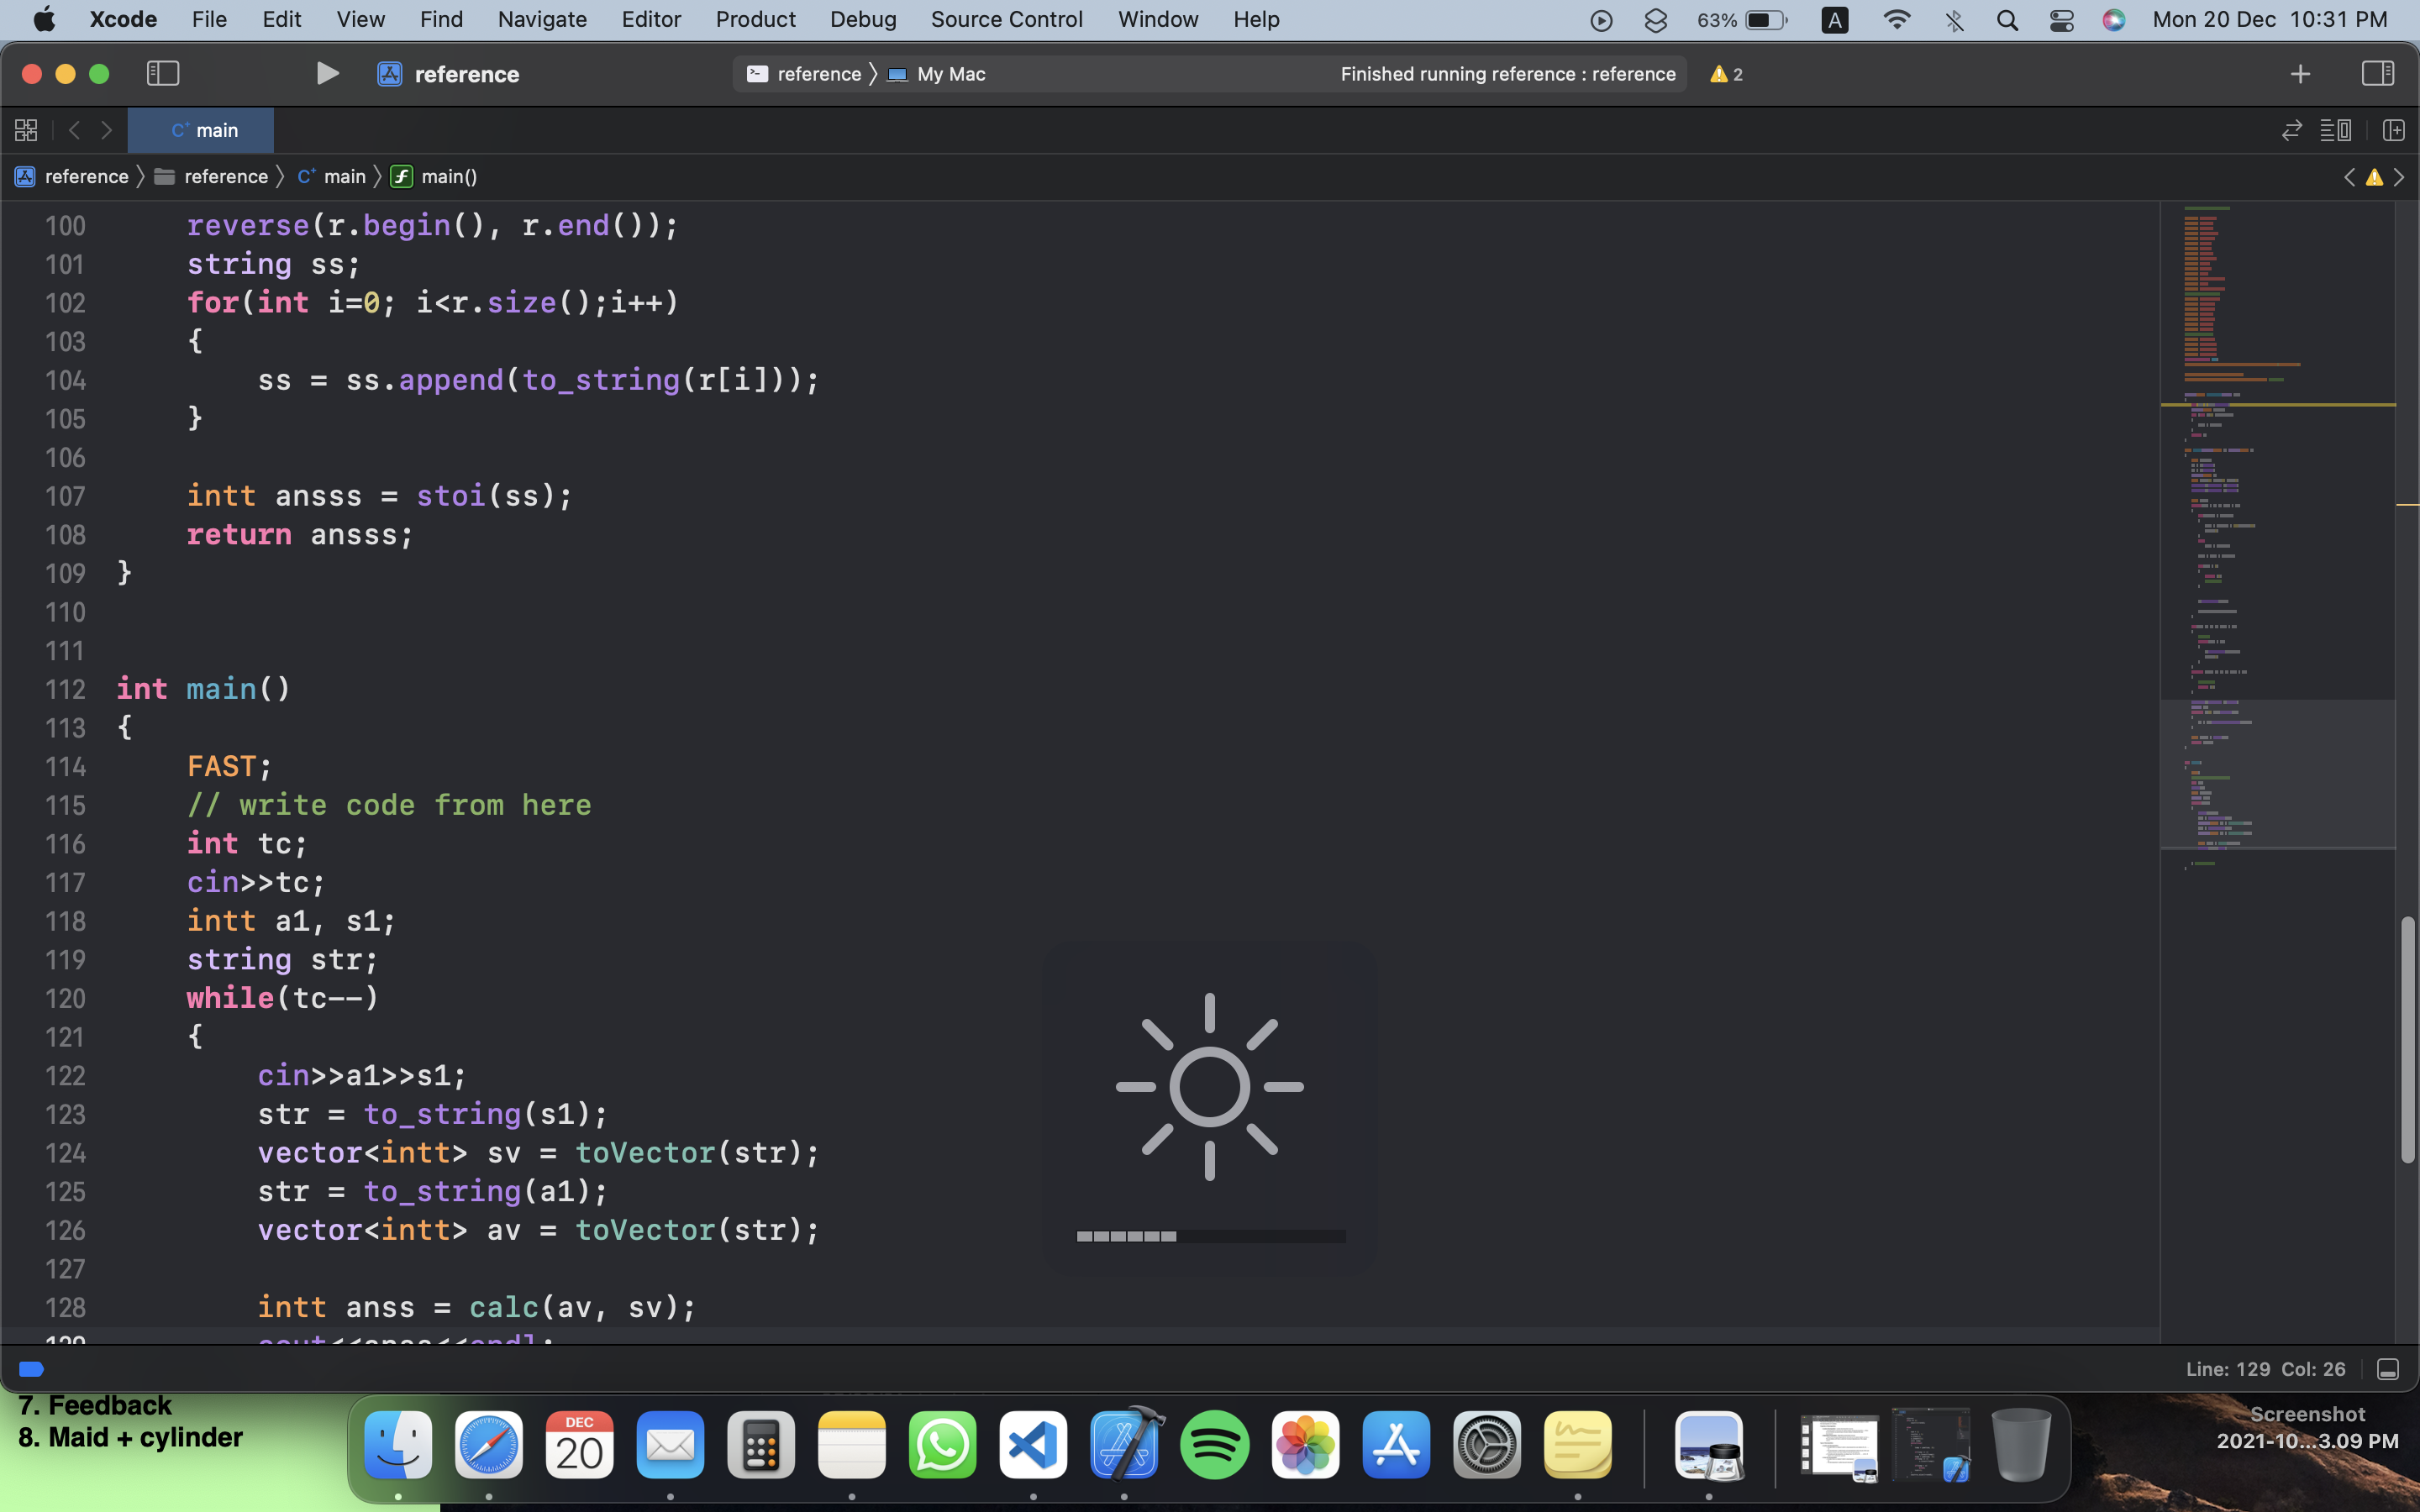 Xcode File Edit View Find Navigate Editor Product Debug Source Control Window Help 63% A Mon 20 Dec 10:31 PM
reference reference 〉 My Mac Finished running reference : reference 2
C+ main
reference 〉 reference 〉 C+ main 〉 f main()
100 reverse(r.begin(), r.end());
101 string ss;
102 for(int i=0; i<r.size();i++)
103 {
104 ss = ss.append(to_string(r[i]));
105 }
106
107 intt ansss = stoi(ss);
108 return ansss;
109 }
110
111
112 int main()
113 {
114 FAST;
115 // write code from here
116 int tc;
117 cin>>tc;
118 intt a1, s1;
119 string str;
120 while(tc--)
121 {
122 cin>>a1>>s1;
123 str = to_string(s1);
124 vector<intt> sv = toVector(str);
125 str = to_string(a1);
126 vector<intt> av = toVector(str);
127
128 intt anss = calc(av, sv);
129 cout<<anss<<endl;
Line: 129 Col: 26
7. Feedback
8. Maid + cylinder
DEC
20
Screenshot
2021-10...3.09 PM